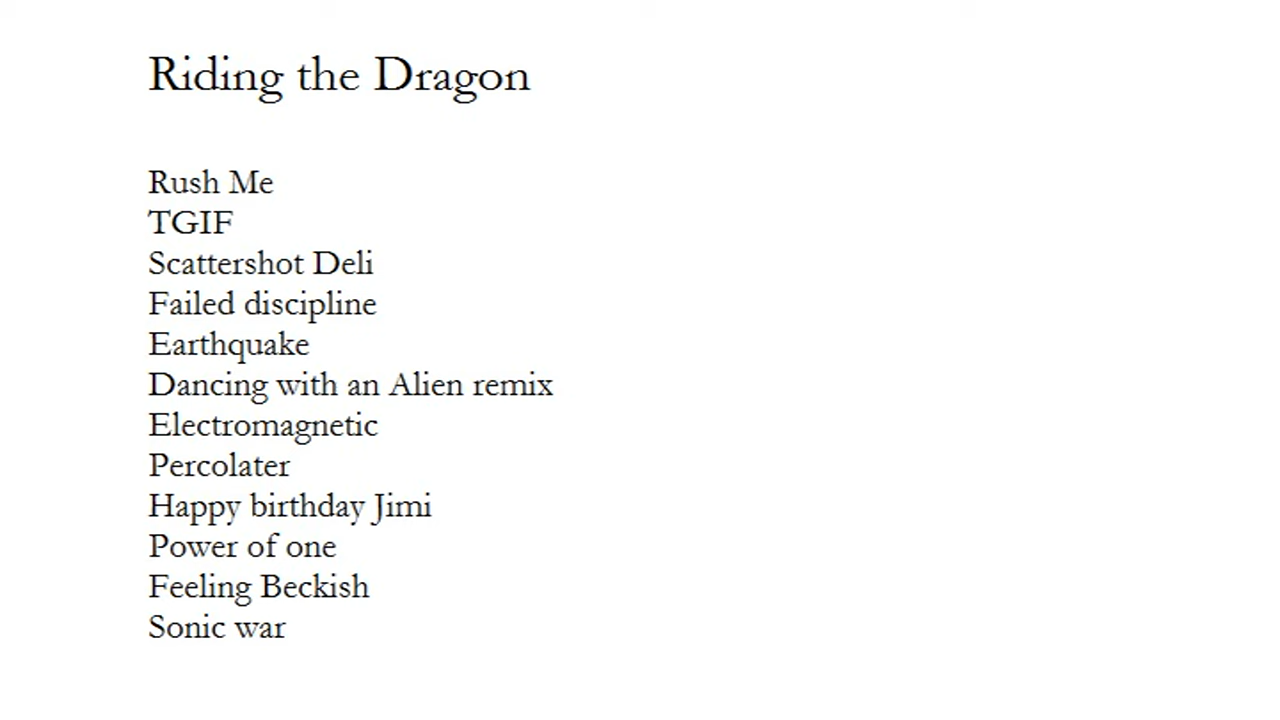 Riding the Dragon
Rush Me
TGIF
Scattershot Deli
Failed discipline
Earthquake
Dancing with an Alien remix
Electromagnetic
Percolater
Happy birthday Jimi
Power of one
Feeling Beckish
Sonic war